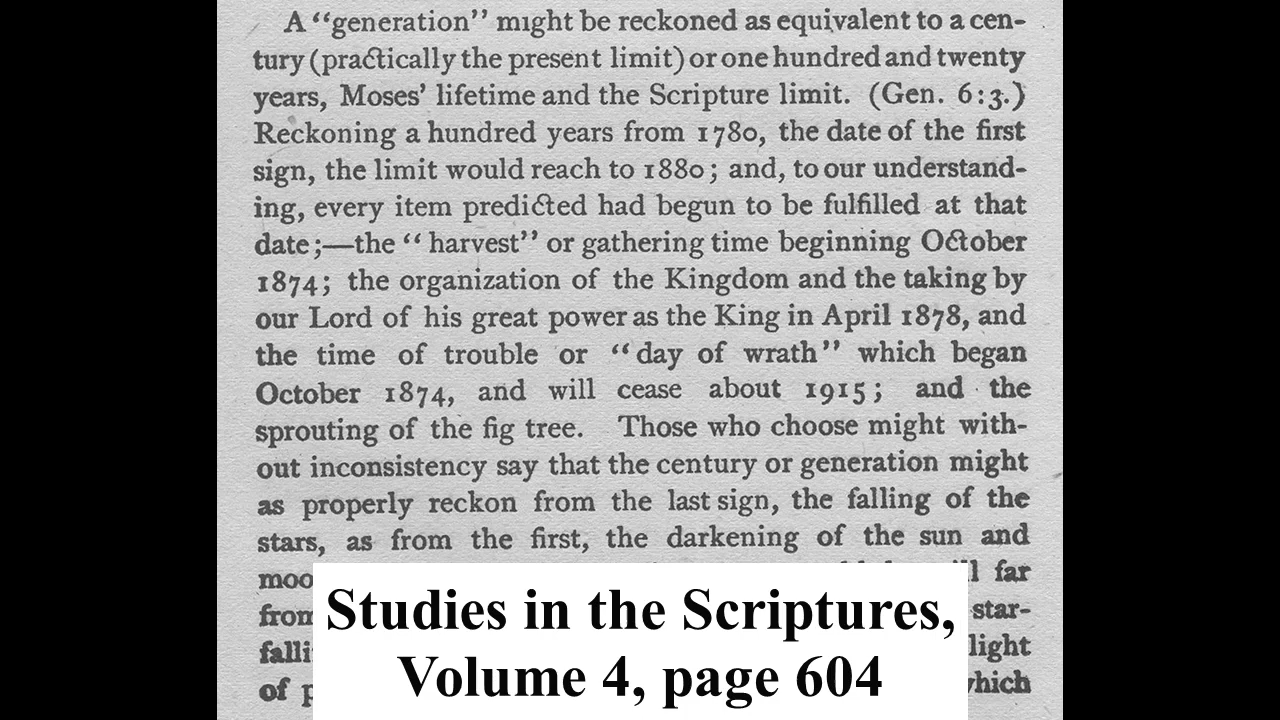 A “generation” might be reckoned as equivalent to a cen-
tury (practically the present limit) or one hundred and twenty
years, Moses’ lifetime and the Scripture limit. (Gen. 6:3.)
Reckoning a hundred years from 1780, the date of the first
sign, the limit would reach to 1880; and, to our understand-
ing, every item predicted had begun to be fulfilled at that
date;—the “harvest” or gathering time beginning October
1874; the organization of the Kingdom and the taking by
our Lord of his great power as the King in April 1878, and
the time of trouble or “day of wrath” which began
October 1874, and will cease about 1915; and the
sprouting of the fig tree. Those who choose might with-
out inconsistency say that the century or generation might
as properly reckon from the last sign, the falling of the
stars, as from the first, the darkening of the sun and
far
star-
light
of
Studies in the Scriptures,
Volume 4, page 604